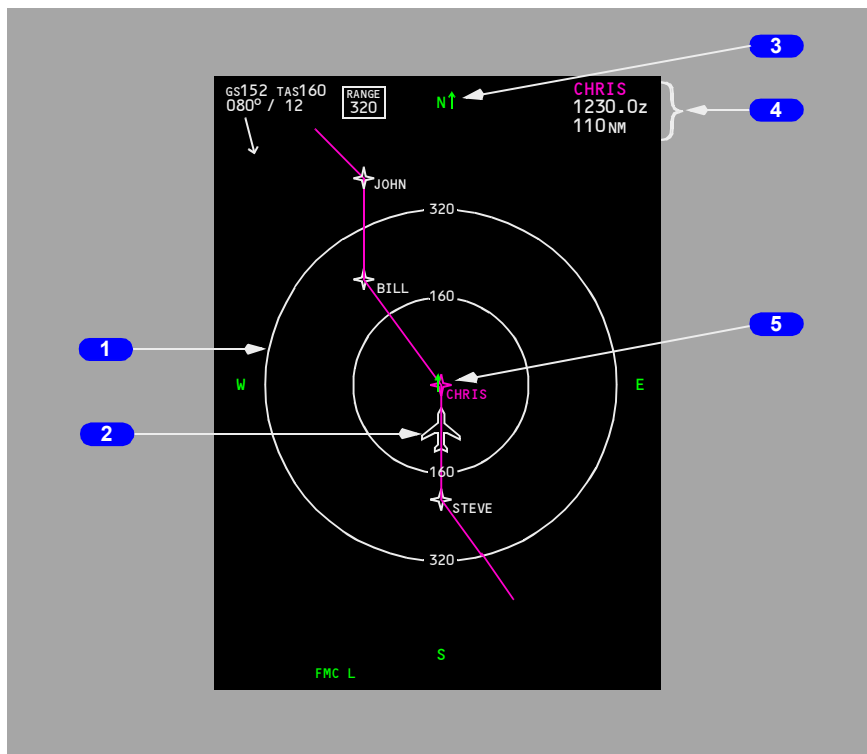 3
GS152 TAS160
080° / 12
RANGE
320
N↑
CHRIS
1230.0z
110NM
4
JOHN
320
BILL
160
5
1
W
E
CHRIS
2
160
STEVE
320
S
FMC L